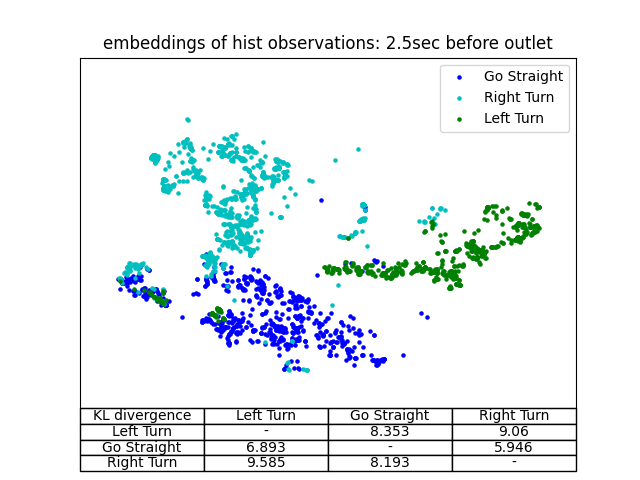 embeddings of hist observations: 2.5sec before outlet
Go Straight
Right Turn
Left Turn
KL divergence Left Turn Go Straight Right Turn
Left Turn - 8.353 9.06
Go Straight 6.893 - 5.946
Right Turn 9.585 8.193 -